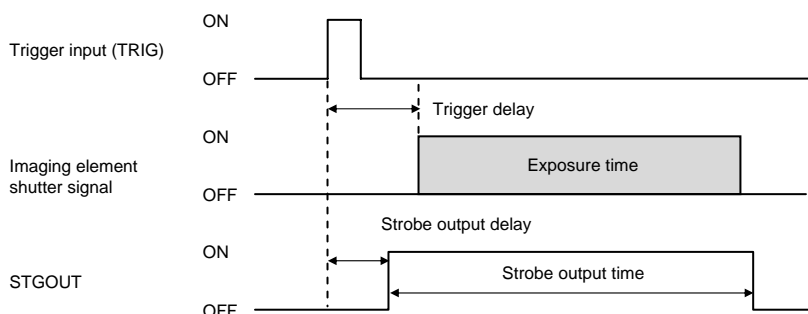 ON
Trigger input (TRIG)
OFF
Trigger delay
ON
Imaging element
shutter signal
Exposure time
OFF
Strobe output delay
ON
STGOUT
Strobe output time
OFF